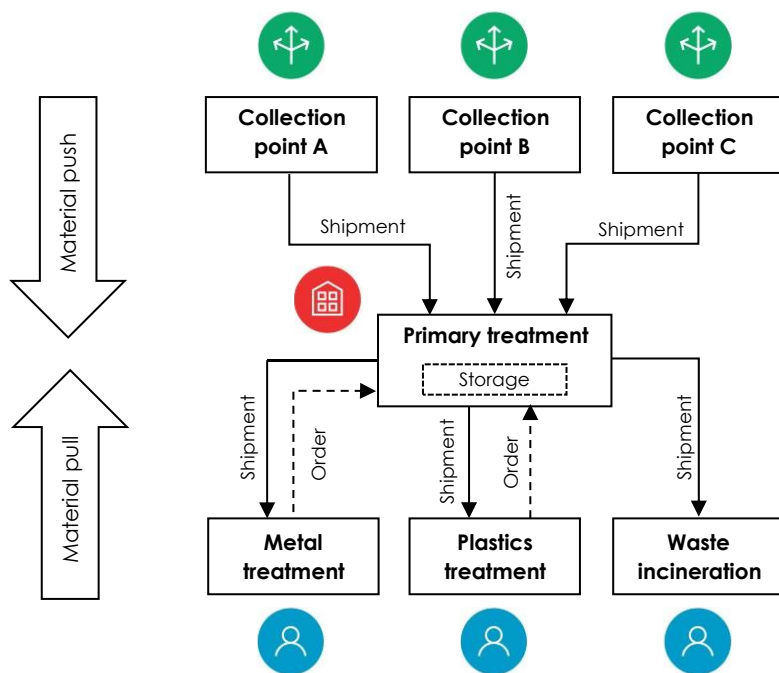 Collection
point A
Collection
point B
Collection
point C
Material push
Shipment
Shipment
Shipment
Primary treatment
Storage
Material pull
Shipment
Order
Shipment
Order
Shipment
Metal
treatment
Plastics
treatment
Waste
incineration